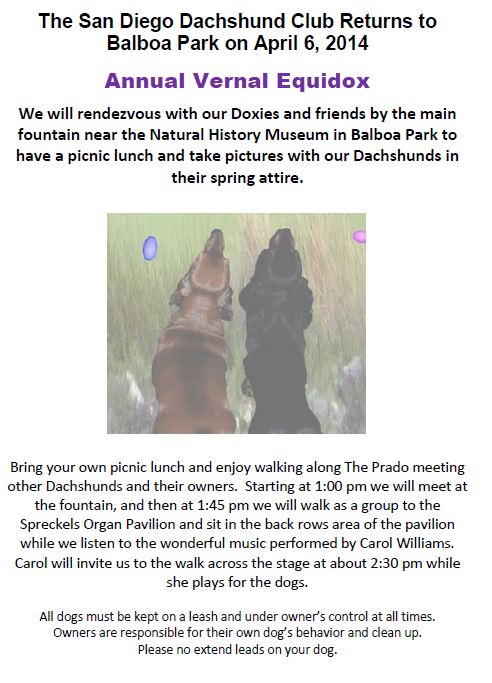 The San Diego Dachshund Club Returns to
Balboa Park on April 6, 2014
Annual Vernal Equidox
We will rendezvous with our Doxies and friends by the main
fountain near the Natural History Museum in Balboa Park to
have a picnic lunch and take pictures with our Dachshunds in
their spring attire.
Bring your own picnic lunch and enjoy walking along The Prado meeting
other Dachshunds and their owners.  Starting at 1:00 pm we will meet at
the fountain, and then at 1:45 pm we will walk as a group to the
Spreckels Organ Pavilion and sit in the back rows area of the pavilion
while we listen to the wonderful music performed by Carol Williams.
Carol will invite us to the walk across the stage at about 2:30 pm while
she plays for the dogs.
All dogs must be kept on a leash and under owner's control at all times.
Owners are responsible for their own dog's behavior and clean up.
Please no extend leads on your dog.